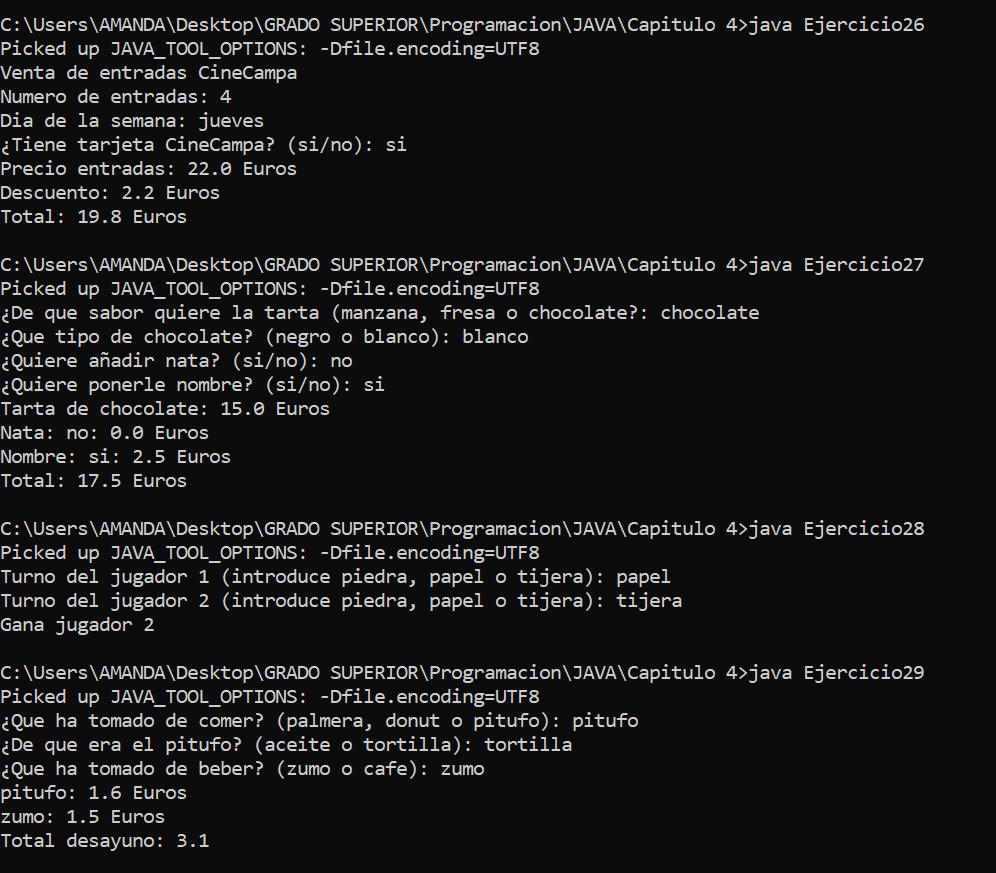 C:\Users\AMANDA\Desktop\GRADO SUPERIOR\Programacion\JAVA\Capitulo 4>java Ejercicio26
Picked up JAVA_TOOL_OPTIONS: -Dfile.encoding=UTF8
Venta de entradas CineCampa
Numero de entradas: 4
Dia de la semana: jueves
¿Tiene tarjeta CineCampa? (si/no): si
Precio entradas: 22.0 Euros
Descuento: 2.2 Euros
Total: 19.8 Euros

C:\Users\AMANDA\Desktop\GRADO SUPERIOR\Programacion\JAVA\Capitulo 4>java Ejercicio27
Picked up JAVA_TOOL_OPTIONS: -Dfile.encoding=UTF8
¿De que sabor quiere la tarta (manzana, fresa o chocolate?: chocolate
¿Que tipo de chocolate? (negro o blanco): blanco
¿Quiere añadir nata? (si/no): no
¿Quiere ponerle nombre? (si/no): si
Tarta de chocolate: 15.0 Euros
Nata: no: 0.0 Euros
Nombre: si: 2.5 Euros
Total: 17.5 Euros

C:\Users\AMANDA\Desktop\GRADO SUPERIOR\Programacion\JAVA\Capitulo 4>java Ejercicio28
Picked up JAVA_TOOL_OPTIONS: -Dfile.encoding=UTF8
Turno del jugador 1 (introduce piedra, papel o tijera): papel
Turno del jugador 2 (introduce piedra, papel o tijera): tijera
Gana jugador 2

C:\Users\AMANDA\Desktop\GRADO SUPERIOR\Programacion\JAVA\Capitulo 4>java Ejercicio29
Picked up JAVA_TOOL_OPTIONS: -Dfile.encoding=UTF8
¿Que ha tomado de comer? (palmera, donut o pitufo): pitufo
¿De que era el pitufo? (aceite o tortilla): tortilla
¿Que ha tomado de beber? (zumo o cafe): zumo
pitufo: 1.6 Euros
zumo: 1.5 Euros
Total desayuno: 3.1